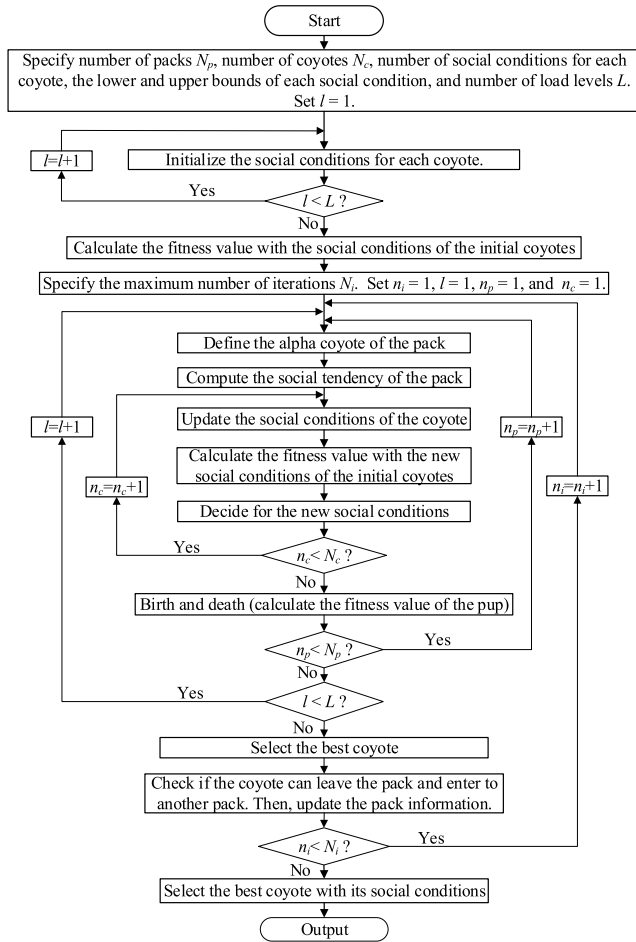 Start
Specify number of packs Np, number of coyotes Nc, number of social conditions for each
coyote, the lower and upper bounds of each social condition, and number of load levels L.
Set l = 1.
l=l+1
Initialize the social conditions for each coyote.
Yes
l < L ?
No
Calculate the fitness value with the social conditions of the initial coyotes
Specify the maximum number of iterations Ni. Set ni = 1, l = 1, np = 1, and nc = 1.
Define the alpha coyote of the pack
Compute the social tendency of the pack
l=l+1
Update the social conditions of the coyote
np=np+1
Calculate the fitness value with the new
social conditions of the initial coyotes
nc=nc+1
ni=ni+1
Decide for the new social conditions
Yes
nc< Nc ?
No
Birth and death (calculate the fitness value of the pup)
np< Np ?
Yes
No
Yes
l < L ?
No
Select the best coyote
Check if the coyote can leave the pack and enter to
another pack. Then, update the pack information.
ni< Ni ?
Yes
No
Select the best coyote with its social conditions
Output